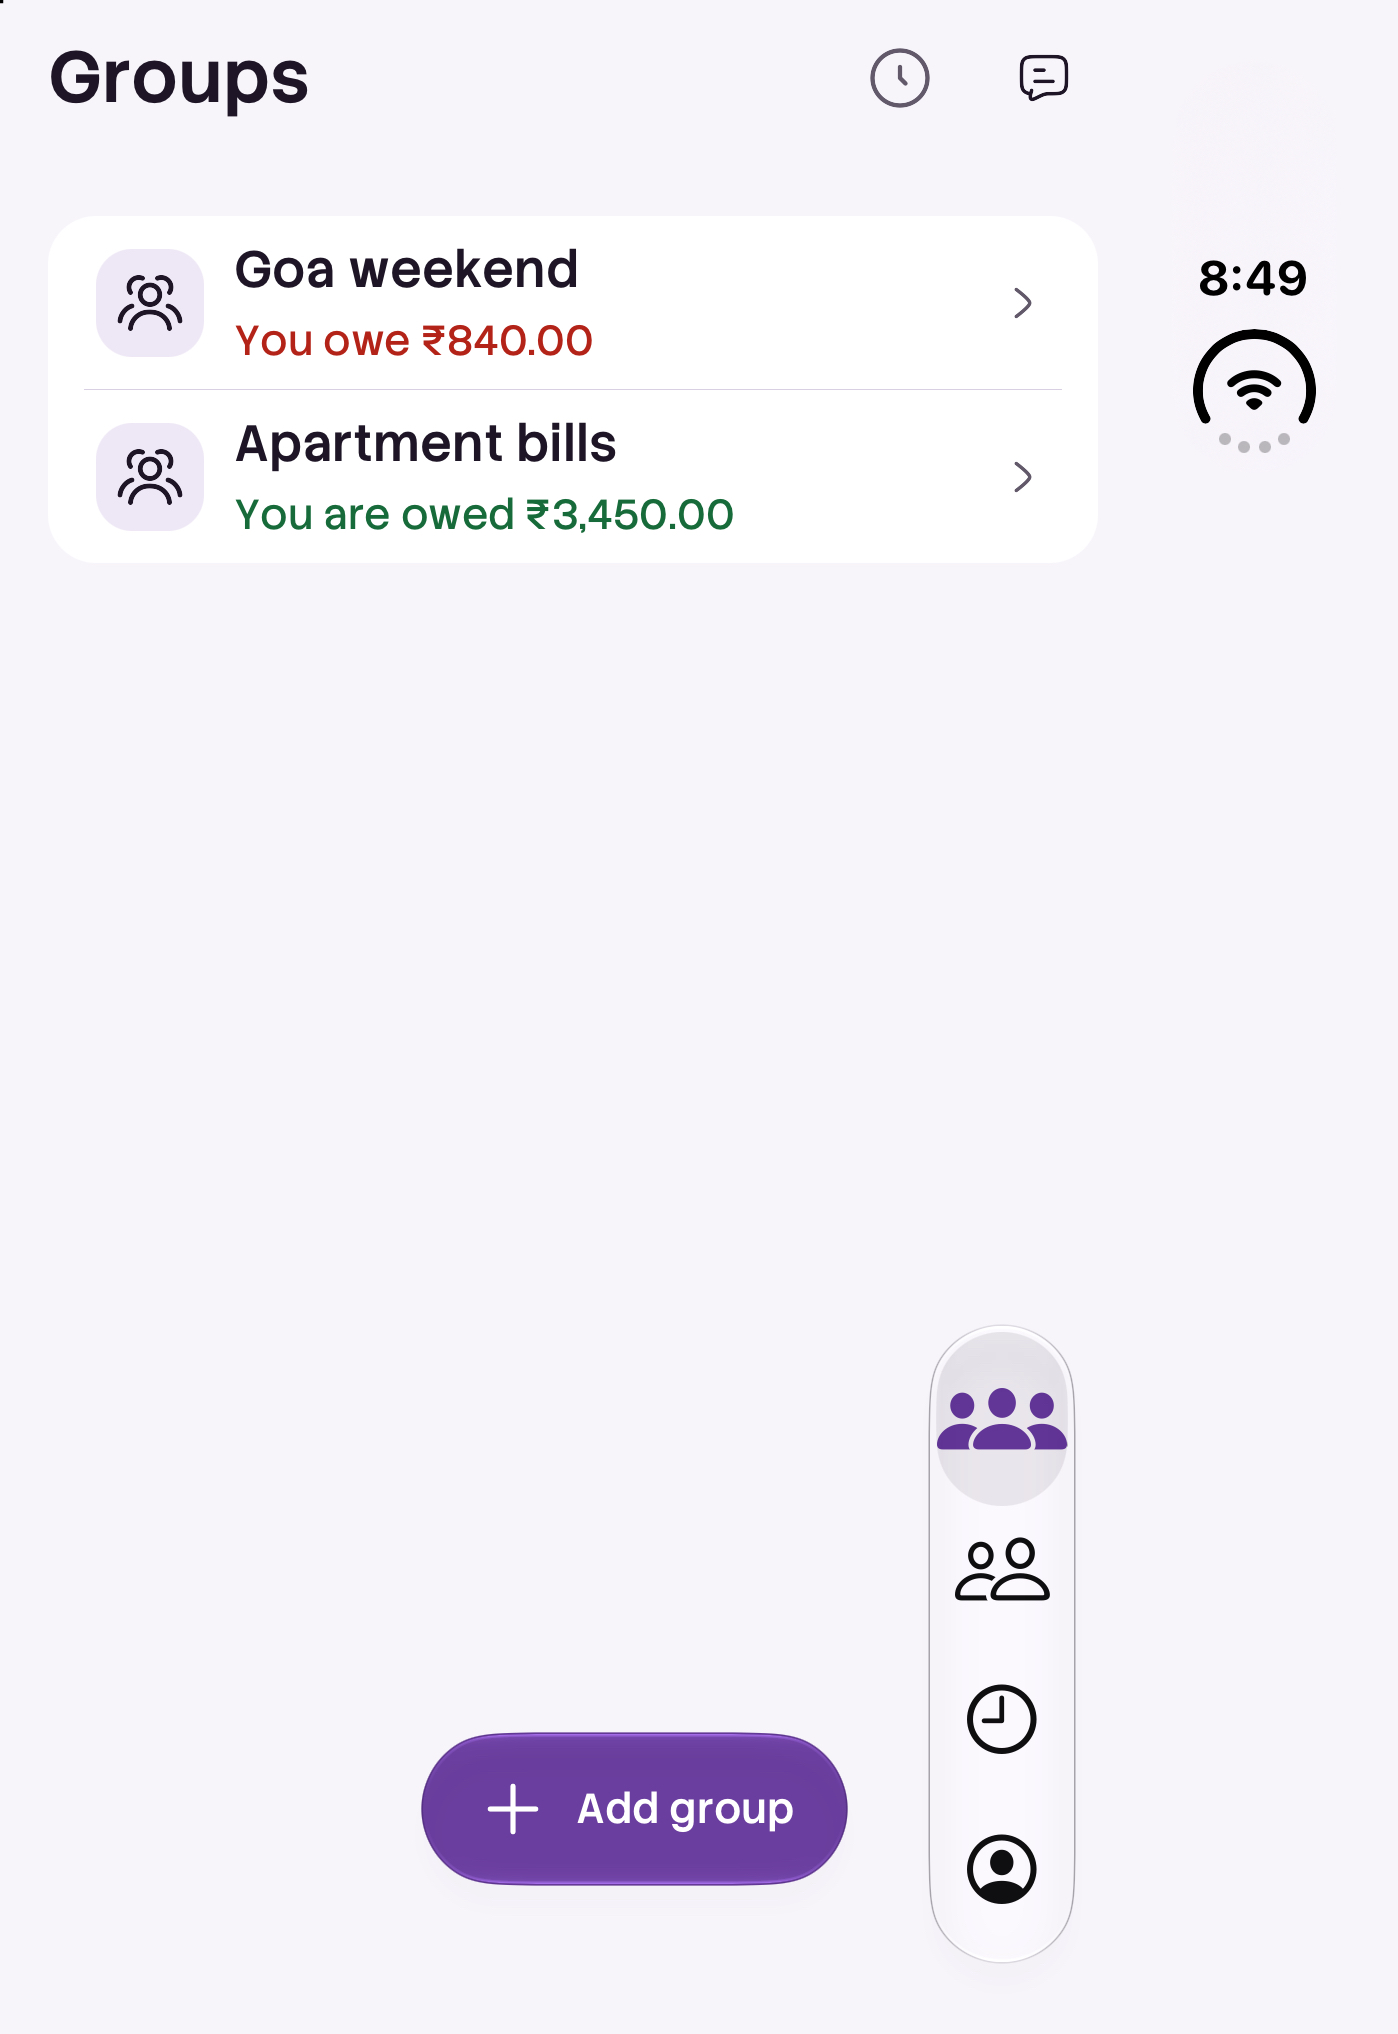 Groups
Goa weekend
You owe ₹840.00
Apartment bills
You are owed ₹3,450.00
8:49
Add group